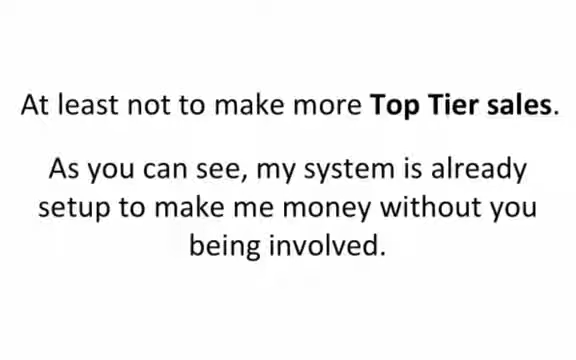 At least not to make more Top Tier sales.
As you can see, my system is already
setup to make me money without you
being involved.